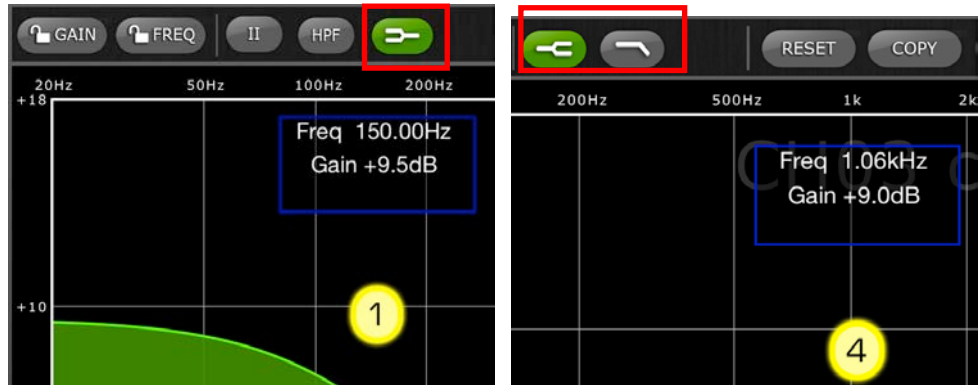 GAIN FREQ II HPF
20Hz 50Hz 100Hz 200Hz
+18
Freq 150.00Hz
Gain +9.5dB
+10
1
RESET COPY
200Hz 500Hz 1k 2k
CH03
Freq 1.06kHz
Gain +9.0dB
4